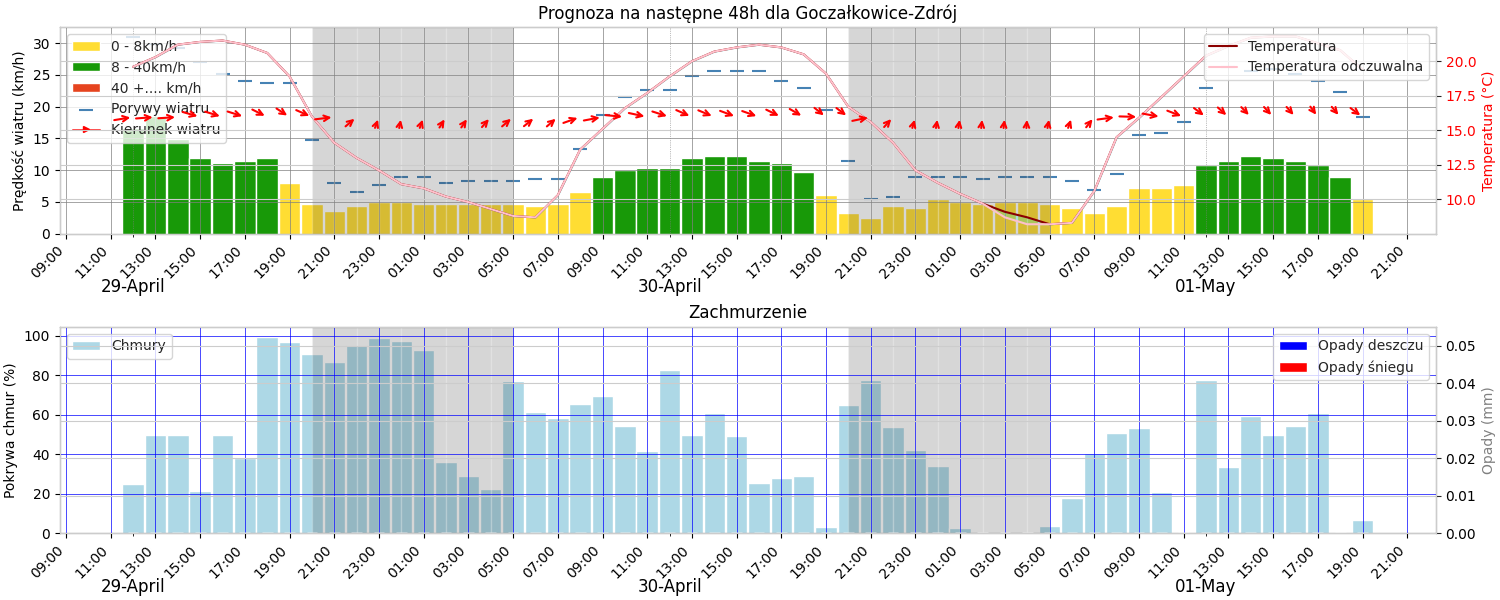 Prognoza na następne 48h dla Goczałkowice-Zdrój
Prędkość wiatru (km/h)
30
25
20
15
10
5
0
0 - 8km/h
8 - 40km/h
40 +.... km/h
Porywy wiatru
Kierunek wiatru
Temperatura
Temperatura odczuwalna
20.0
17.5
15.0
12.5
10.0
Temperatura (°C)
09:00 11:00 13:00 15:00 17:00 19:00 21:00 23:00 01:00 03:00 05:00 07:00 09:00 11:00 13:00 15:00 17:00 19:00 21:00 23:00 01:00 03:00 05:00 07:00 09:00 11:00 13:00 15:00 17:00 19:00 21:00
29-April 30-April 01-May
Zachmurzenie
Pokrywa chmur (%)
100
80
60
40
20
0
Chmury
Opady deszczu
Opady śniegu
0.05
0.04
0.03
0.02
0.01
0.00
Opady (mm)
09:00 11:00 13:00 15:00 17:00 19:00 21:00 23:00 01:00 03:00 05:00 07:00 09:00 11:00 13:00 15:00 17:00 19:00 21:00 23:00 01:00 03:00 05:00 07:00 09:00 11:00 13:00 15:00 17:00 19:00 21:00
29-April 30-April 01-May